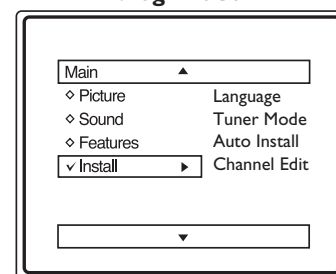 Main
Picture
Language
Sound
Tuner Mode
Features
Auto Install
Install
Channel Edit